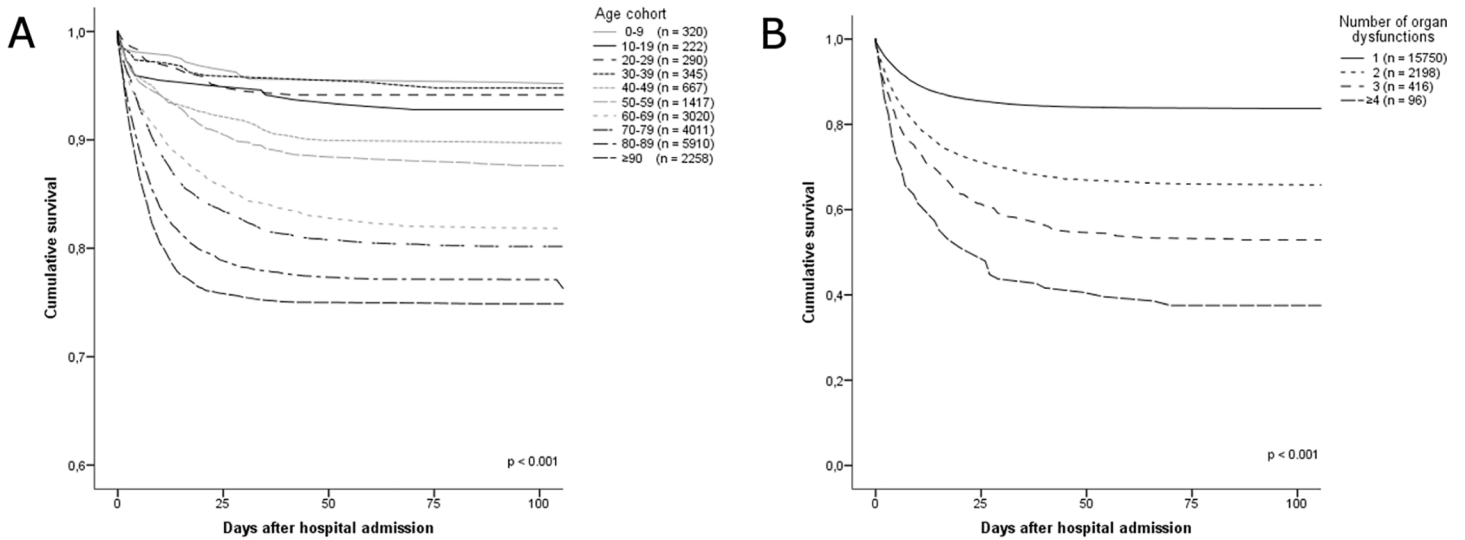 A
Age cohort
0-9 (n = 320)
10-19 (n = 222)
20-29 (n = 290)
30-39 (n = 345)
40-49 (n = 667)
50-59 (n = 1417)
60-69 (n = 3020)
70-79 (n = 4011)
80-89 (n = 5910)
≥90 (n = 2258)
Cumulative survival
1,0
0,9
0,8
0,7
0,6
p < 0.001
0 25 50 75 100
Days after hospital admission
B
Number of organ
dysfunctions
1 (n = 15750)
2 (n = 2198)
3 (n = 416)
≥4 (n = 96)
Cumulative survival
1,0
0,8
0,6
0,4
0,2
0,0
p < 0.001
0 25 50 75 100
Days after hospital admission